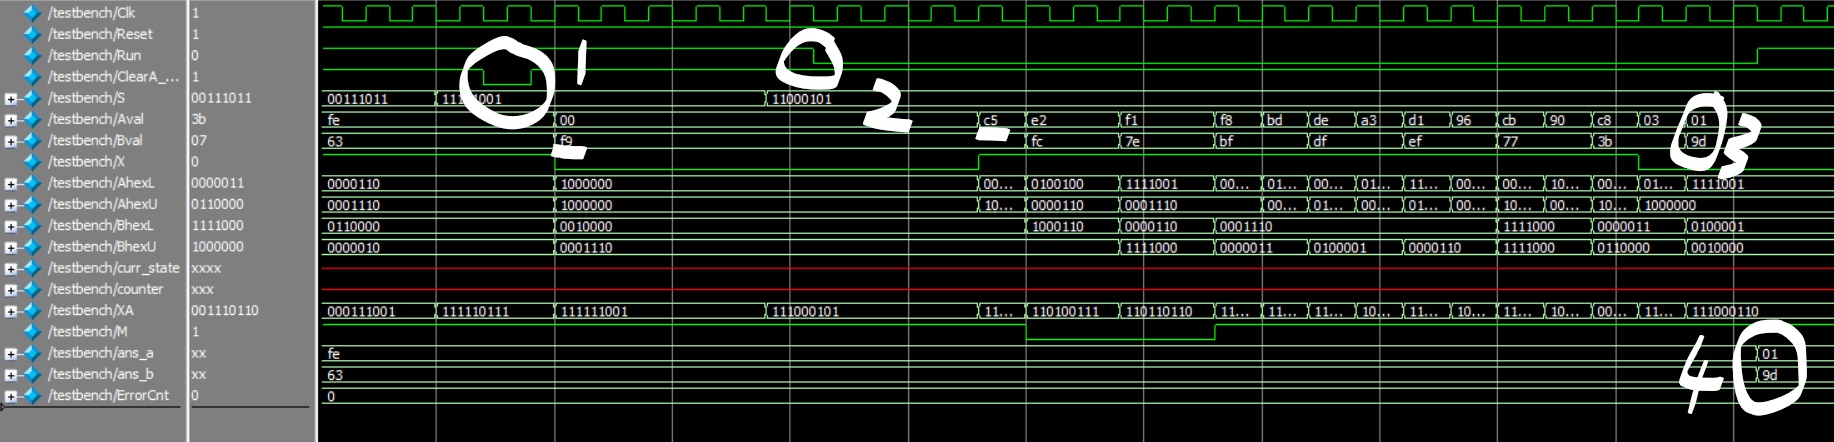 /testbench/Clk 1
/testbench/Reset 1
/testbench/Run 0
/testbench/ClearA_... 1 1
/testbench/S 00111011 00111011 11000101
/testbench/Aval 3b fe 00 2 c5 e2 f1 f8 bd de a3 d1 96 cb 90 c8 03 01 3
/testbench/Bval 07 63 f9 fc 7e bf df ef 77 3b 9d
/testbench/X 0
/testbench/AhexL 0000011 0000110 1000000 00... 0100100 1111001 00... 01... 00... 01... 11... 00... 00... 10... 00... 01... 1111001
/testbench/AhexU 0110000 0001110 1000000 10... 0000110 0001110 00... 01... 00... 01... 00... 10... 00... 10... 1000000
/testbench/BhexL 1111000 0110000 0010000 1000110 0000110 0001110 1111000 0000011 0100001
/testbench/BhexU 1000000 0000010 0001110 1111000 0000011 0100001 0000110 1111000 0110000 0010000
/testbench/curr_state xxxx
/testbench/counter xxx
/testbench/XA 001110110 000111001 111110111 111111001 111000101 11... 110100111 110110110 11... 11... 11... 10... 11... 10... 11... 10... 00... 11... 111000110
/testbench/M 1
/testbench/ans_a xx fe 4 01
/testbench/ans_b xx 63 9d
/testbench/ErrorCnt 0 0